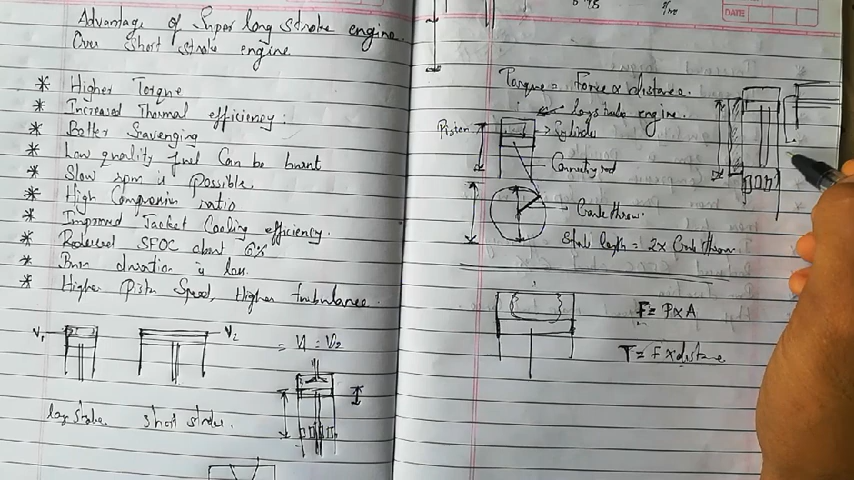 Advantage of Super long stroke engine
Over short stroke engine
* Higher Torque
* Increased Thermal efficiency:
* Better Scavenging
* Low quality fuel Can be burnt
* Slow rpm is possible.
* High Compression ratio
* Improved Jacket Cooling efficiency.
* Reduced SFOC about 6%
* Burn duration is less.
* Higher Piston Speed, Higher turbulance.
V1
V2
= V1 = V2
long stroke
short stroke.
DATE
Torque = Force x distance.
long stroke engine.
Piston
Cylinder
Connecting rod
Crank throw.
Stroke length = 2x Crank throw
F = P x A
T = F x distance